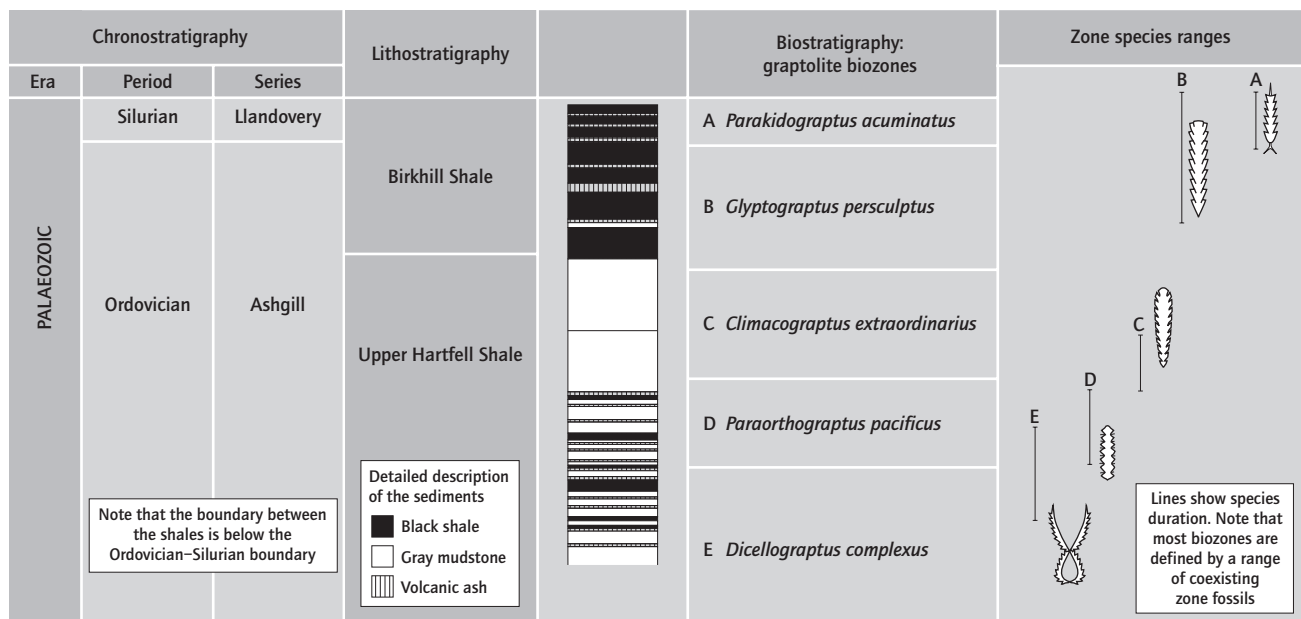 Chronostratigraphy
Lithostratigraphy
Biostratigraphy:
graptolite biozones
Zone species ranges
Era
Period
Series
PALAEOZOIC
Silurian
Llandovery
Ordovician
Ashgill
Note that the boundary between
the shales is below the
Ordovician–Silurian boundary
Birkhill Shale
Upper Hartfell Shale
Detailed description
of the sediments
Black shale
Gray mudstone
Volcanic ash
A Parakidograptus acuminatus
B Glyptograptus persculptus
C Climacograptus extraordinarius
D Paraorthograptus pacificus
E Dicellograptus complexus
B
A
C
D
E
Lines show species
duration. Note that
most biozones are
defined by a range
of coexisting
zone fossils